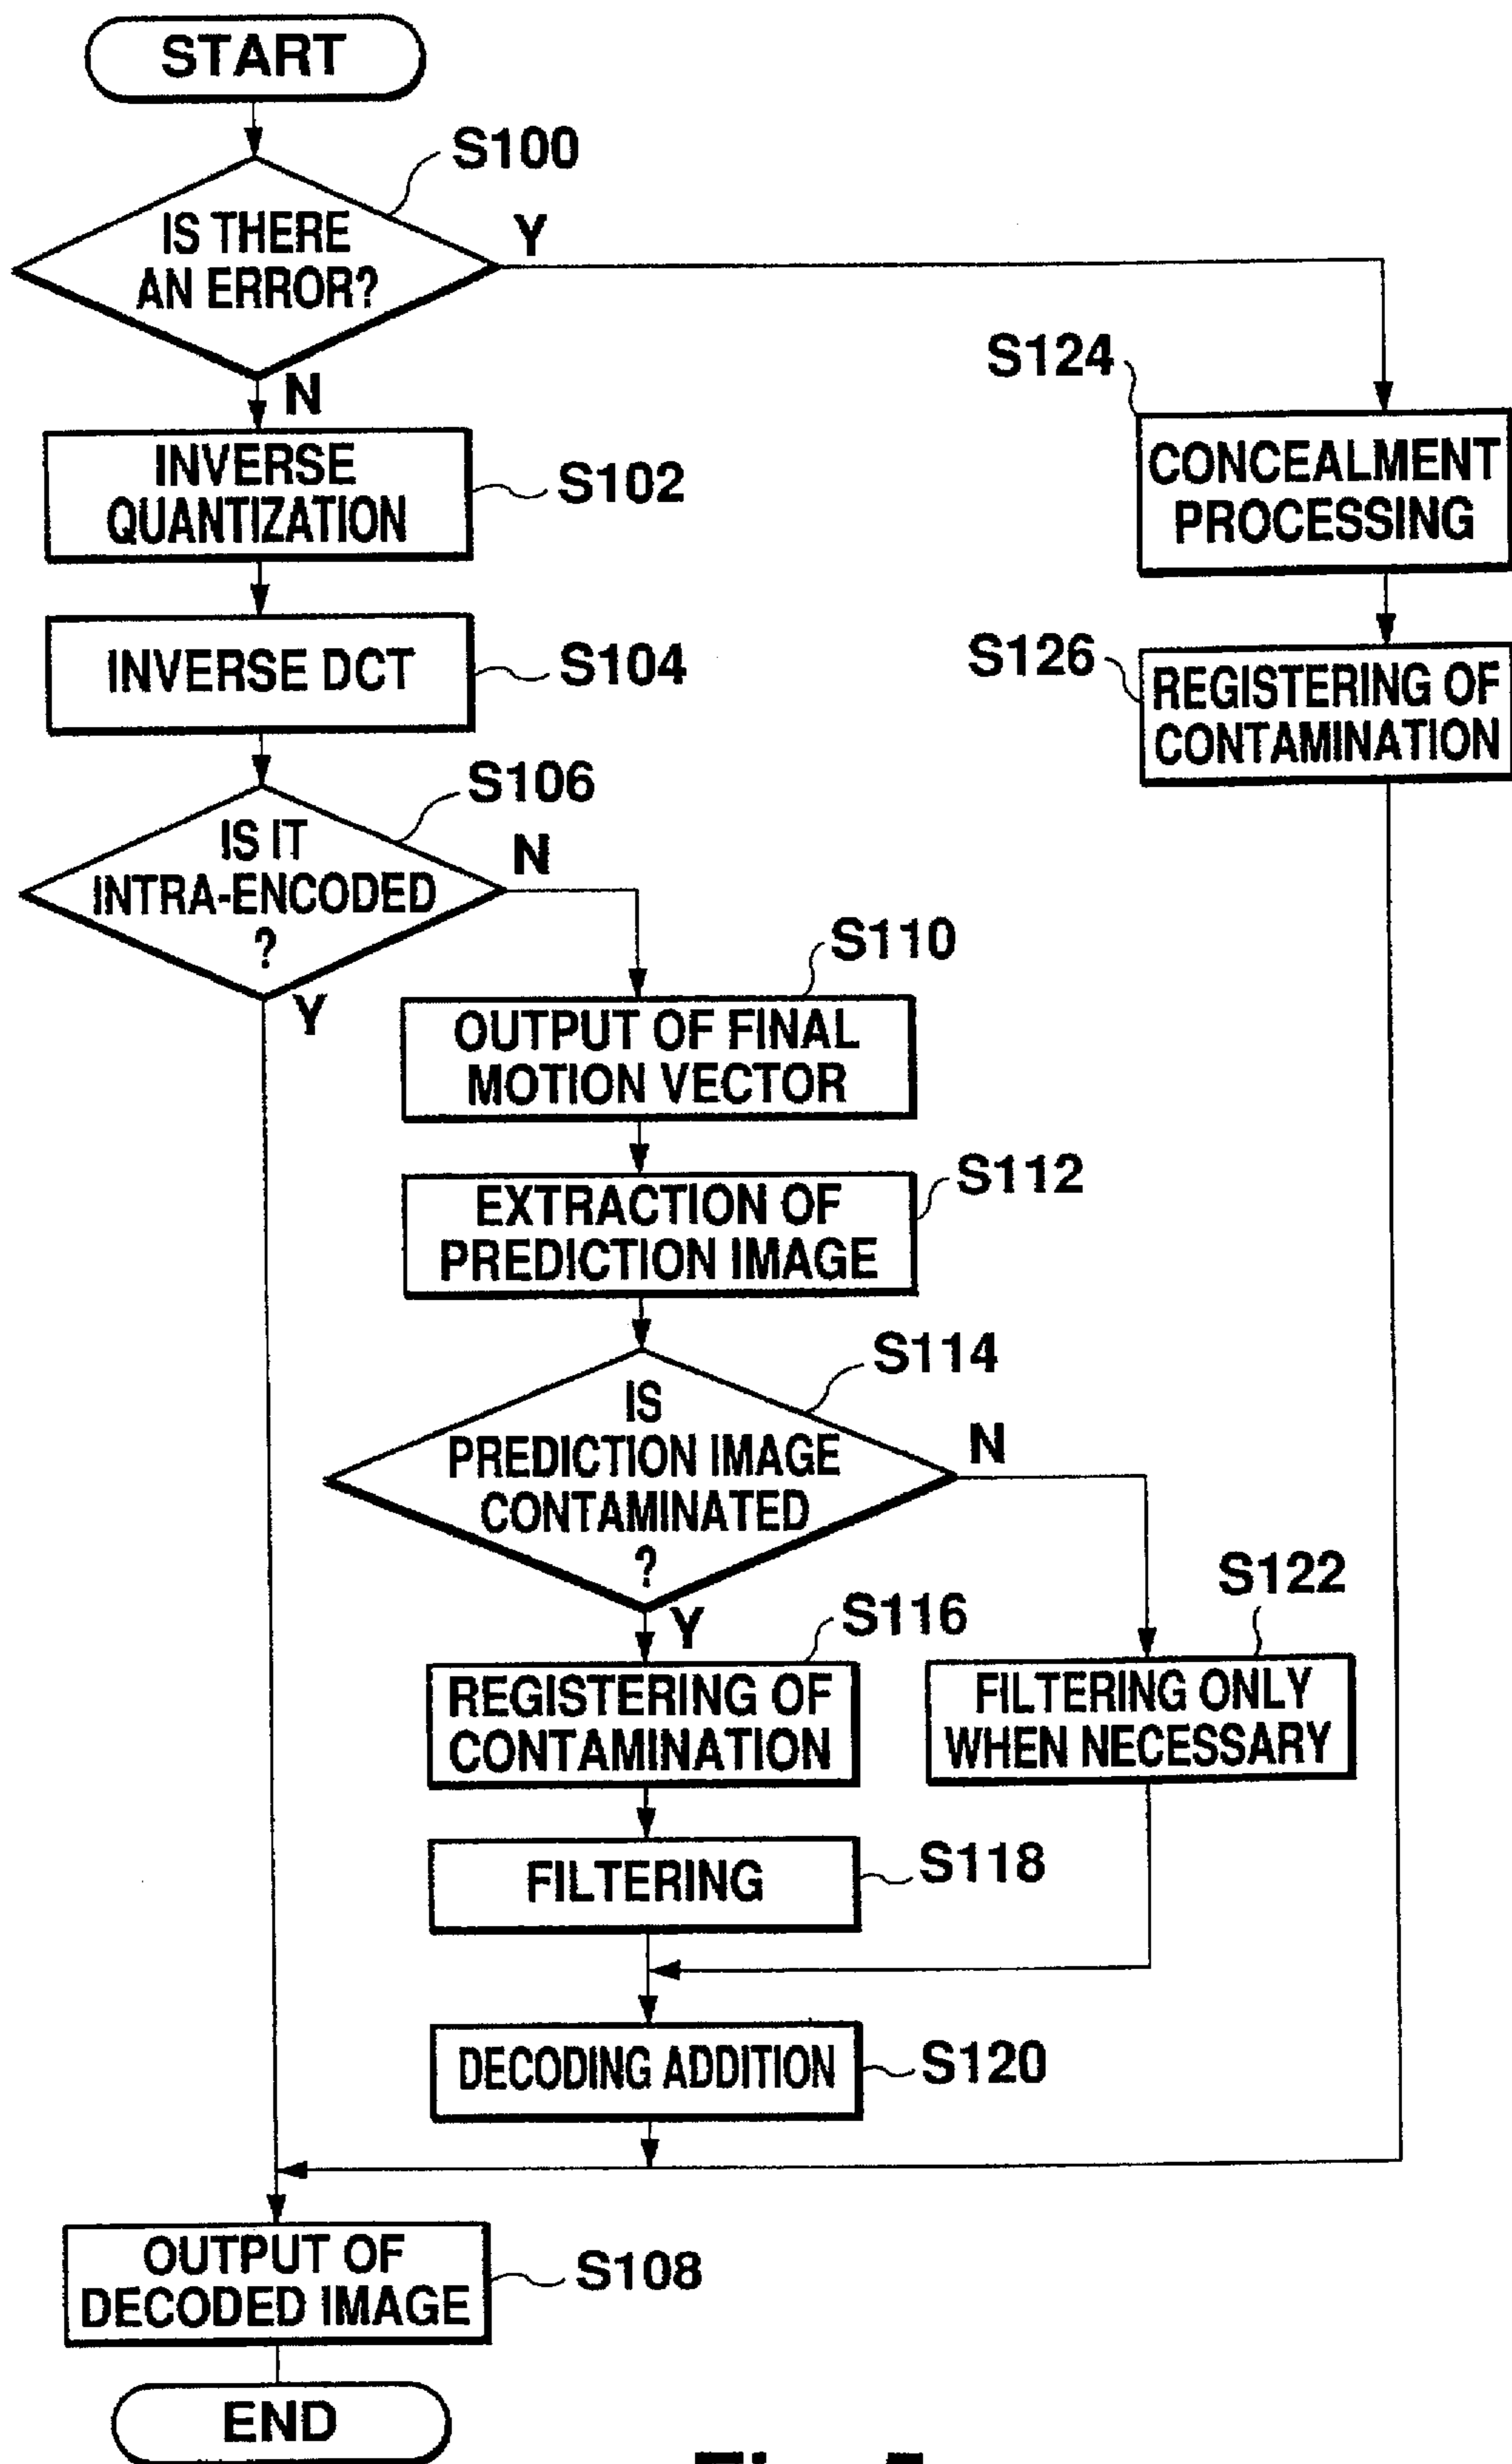 START
S100
IS THERE
AN ERROR?
Y
N
S124
INVERSE
QUANTIZATION
S102
CONCEALMENT
PROCESSING
INVERSE DCT
S104
S126
REGISTERING OF
CONTAMINATION
S106
IS IT
INTRA-ENCODED
?
N
Y
S110
OUTPUT OF FINAL
MOTION VECTOR
S112
EXTRACTION OF
PREDICTION IMAGE
S114
IS
PREDICTION IMAGE
CONTAMINATED
?
N
Y
S116
S122
REGISTERING OF
CONTAMINATION
FILTERING ONLY
WHEN NECESSARY
FILTERING
S118
DECODING ADDITION
S120
OUTPUT OF
DECODED IMAGE
S108
END